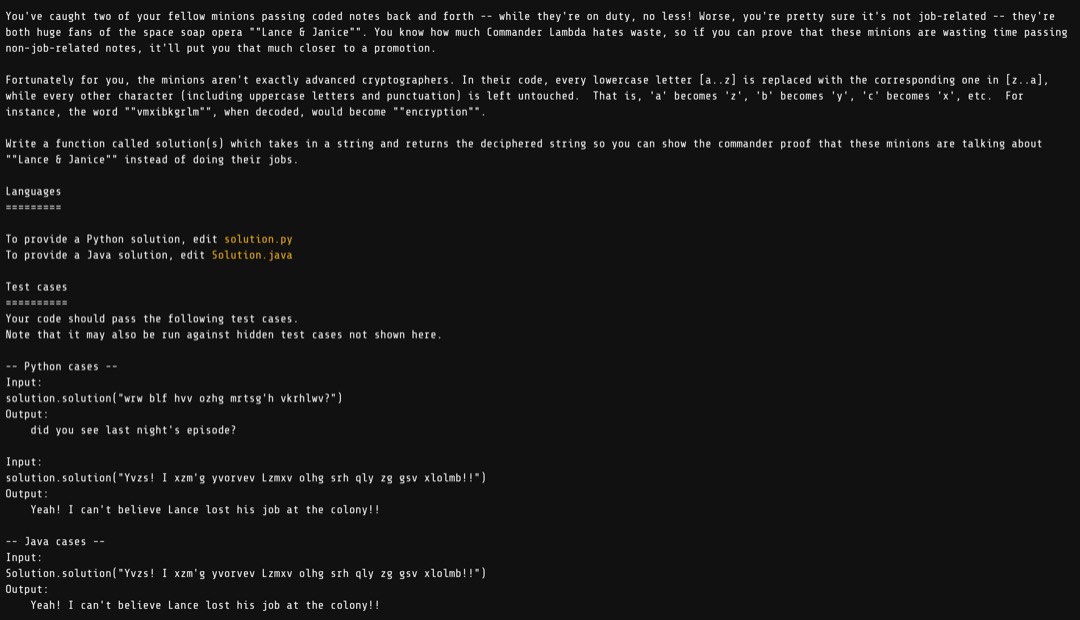 You've caught two of your fellow minions passing coded notes back and forth -- while they're on duty, no less! Worse, you're pretty sure it's not job-related -- they're
both huge fans of the space soap opera ""Lance & Janice"". You know how much Commander Lambda hates waste, so if you can prove that these minions are wasting time passing
non-job-related notes, it'll put you that much closer to a promotion.
Fortunately for you, the minions aren't exactly advanced cryptographers. In their code, every lowercase letter [a..z] is replaced with the corresponding one in [z..a],
while every other character (including uppercase letters and punctuation) is left untouched.  That is, 'a' becomes 'z', 'b' becomes 'y', 'c' becomes 'x', etc.  For
instance, the word ""vmxibkgrlm"", when decoded, would become ""encryption"".
Write a function called solution(s) which takes in a string and returns the deciphered string so you can show the commander proof that these minions are talking about
""Lance & Janice"" instead of doing their jobs.
Languages
=========
To provide a Python solution, edit solution.py
To provide a Java solution, edit Solution.java
Test cases
==========
Your code should pass the following test cases.
Note that it may also be run against hidden test cases not shown here.
-- Python cases --
Input:
solution.solution("wrw blf hvv ozhg mrtsg'h vkrhlwv?")
Output:
    did you see last night's episode?
Input:
solution.solution("Yvzs! I xzm'g yvorvev Lzmxv olhg srh qly zg gsv xlolmb!!")
Output:
    Yeah! I can't believe Lance lost his job at the colony!!
-- Java cases --
Input:
Solution.solution("Yvzs! I xzm'g yvorvev Lzmxv olhg srh qly zg gsv xlolmb!!")
Output:
    Yeah! I can't believe Lance lost his job at the colony!!